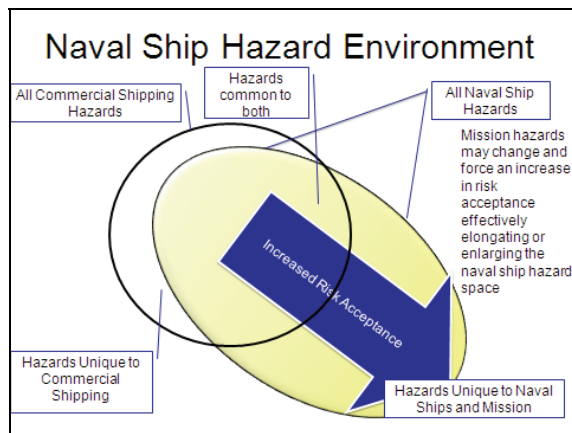 Naval Ship Hazard Environment
All Commercial Shipping
Hazards
Hazards
common to
both
All Naval Ship
Hazards
Mission hazards
may change and
force an increase
in risk
acceptance
effectively
elongating or
enlarging the
naval ship hazard
space
Increased Risk Acceptance
Hazards Unique to
Commercial
Shipping
Hazards Unique to Naval
Ships and Mission